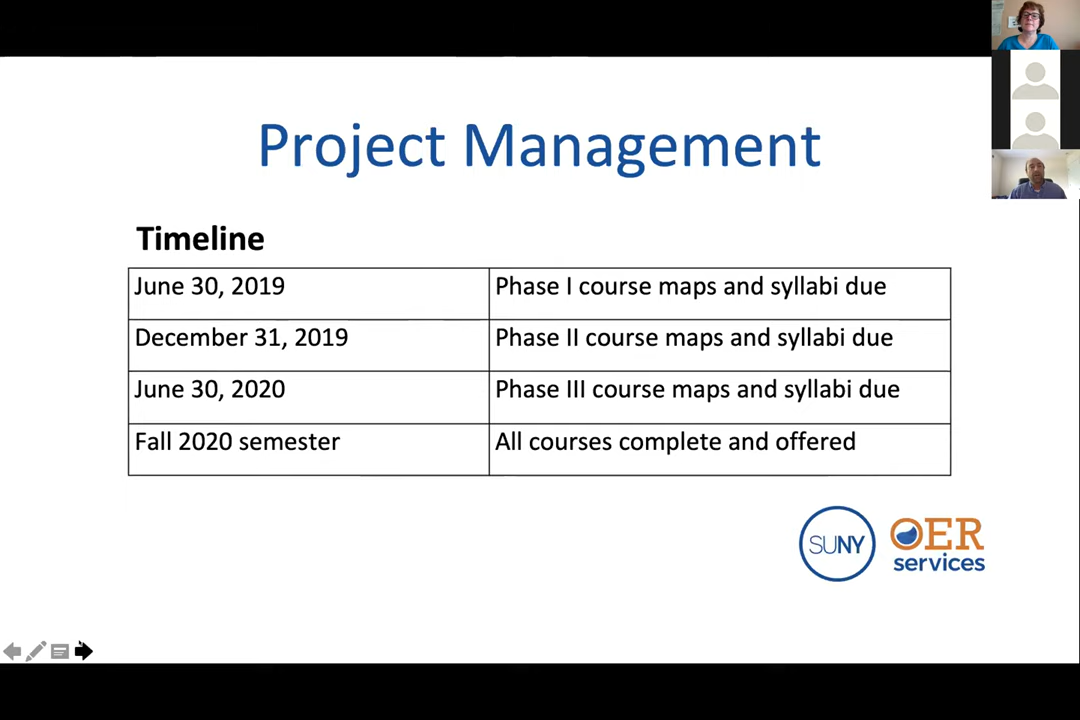 Project Management
Timeline
June 30, 2019 Phase I course maps and syllabi due
December 31, 2019 Phase II course maps and syllabi due
June 30, 2020 Phase III course maps and syllabi due
Fall 2020 semester All courses complete and offered
SUNY OER
services